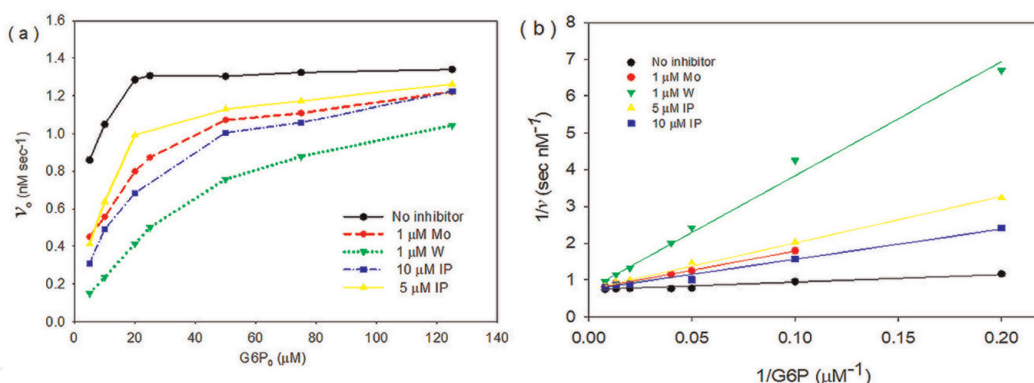 ( a )
1.6
1.4
1.2
1.0
0.8
0.6
0.4
0.2
0.0
𝒱o (nM sec-1)
No inhibitor
1 µM Mo
1 µM W
10 µM IP
5 µM IP
0 20 40 60 80 100 120 140
G6P0 (µM)
( b )
8
7
6
5
4
3
2
1
0
1/v (sec nM-1)
No inhibitor
1 µM Mo
1 µM W
5 µM IP
10 µM IP
0.00 0.05 0.10 0.15 0.20
1/G6P (µM-1)